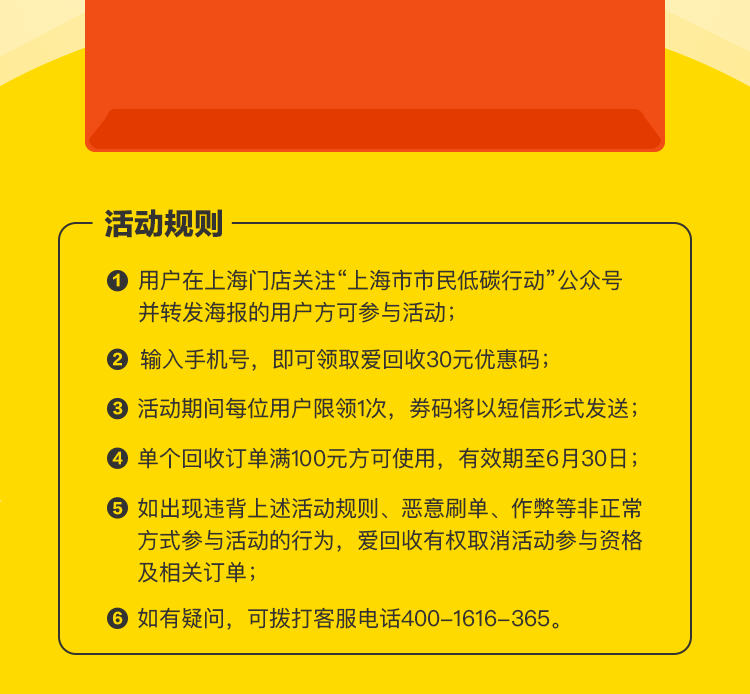 活动规则
1 用户在上海门店关注“上海市市民低碳行动”公众号
并转发海报的用户方可参与活动；
2 输入手机号，即可领取爱回收30元优惠码；
3 活动期间每位用户限领1次，劵码将以短信形式发送；
4 单个回收订单满100元方可使用，有效期至6月30日；
5 如出现违背上述活动规则、恶意刷单、作弊等非正常
方式参与活动的行为，爱回收有权取消活动参与资格
及相关订单；
6 如有疑问，可拨打客服电话400-1616-365。